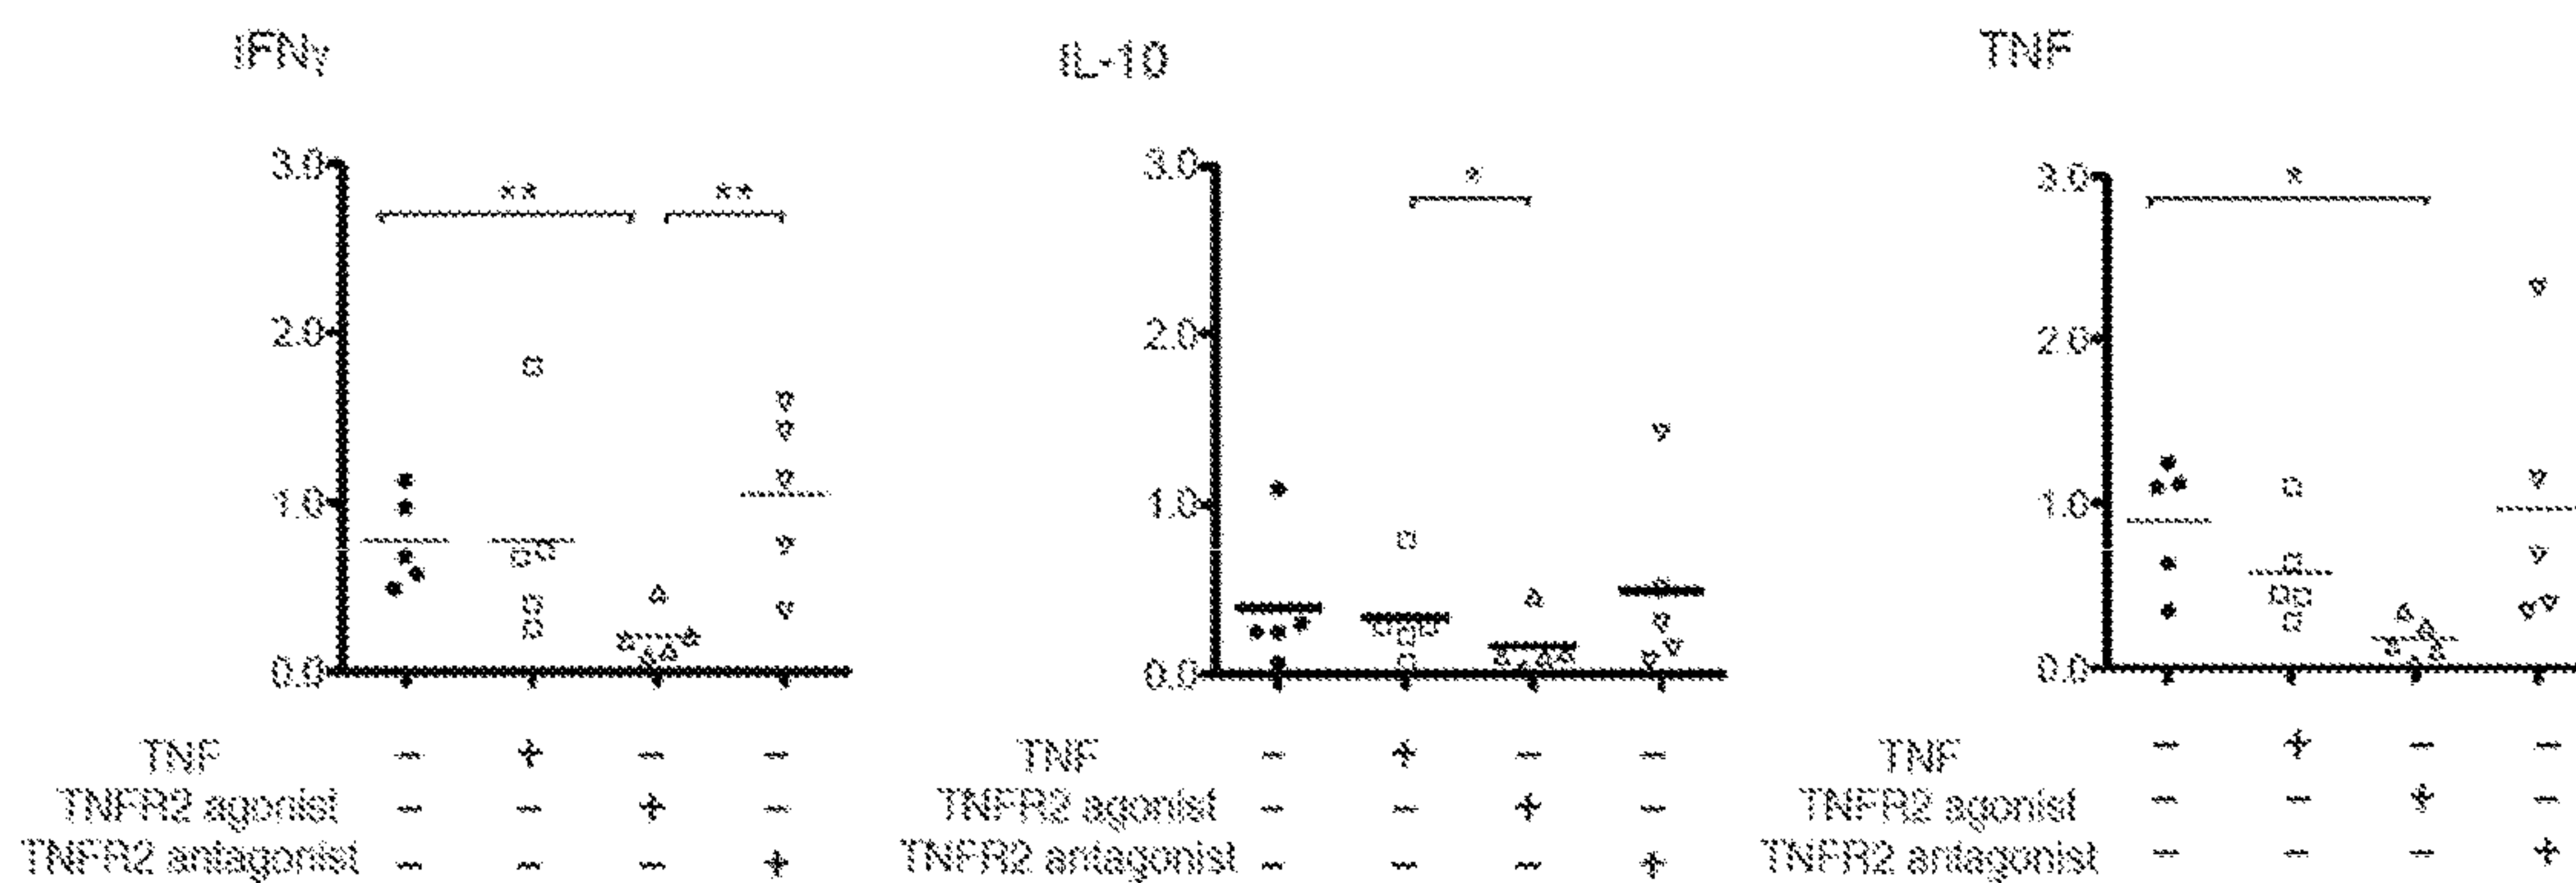 IFNγ IL-10 TNF
3.0 3.0 3.0
** ** * *
2.0 2.0 2.0
1.0 1.0 1.0
0.0 0.0 0.0
TNF - + - - TNF - + - - TNF - + - -
TNFR2 agonist - - + - TNFR2 agonist - - + - TNFR2 agonist - - + -
TNFR2 antagonist - - - + TNFR2 antagonist - - - + TNFR2 antagonist - - - +